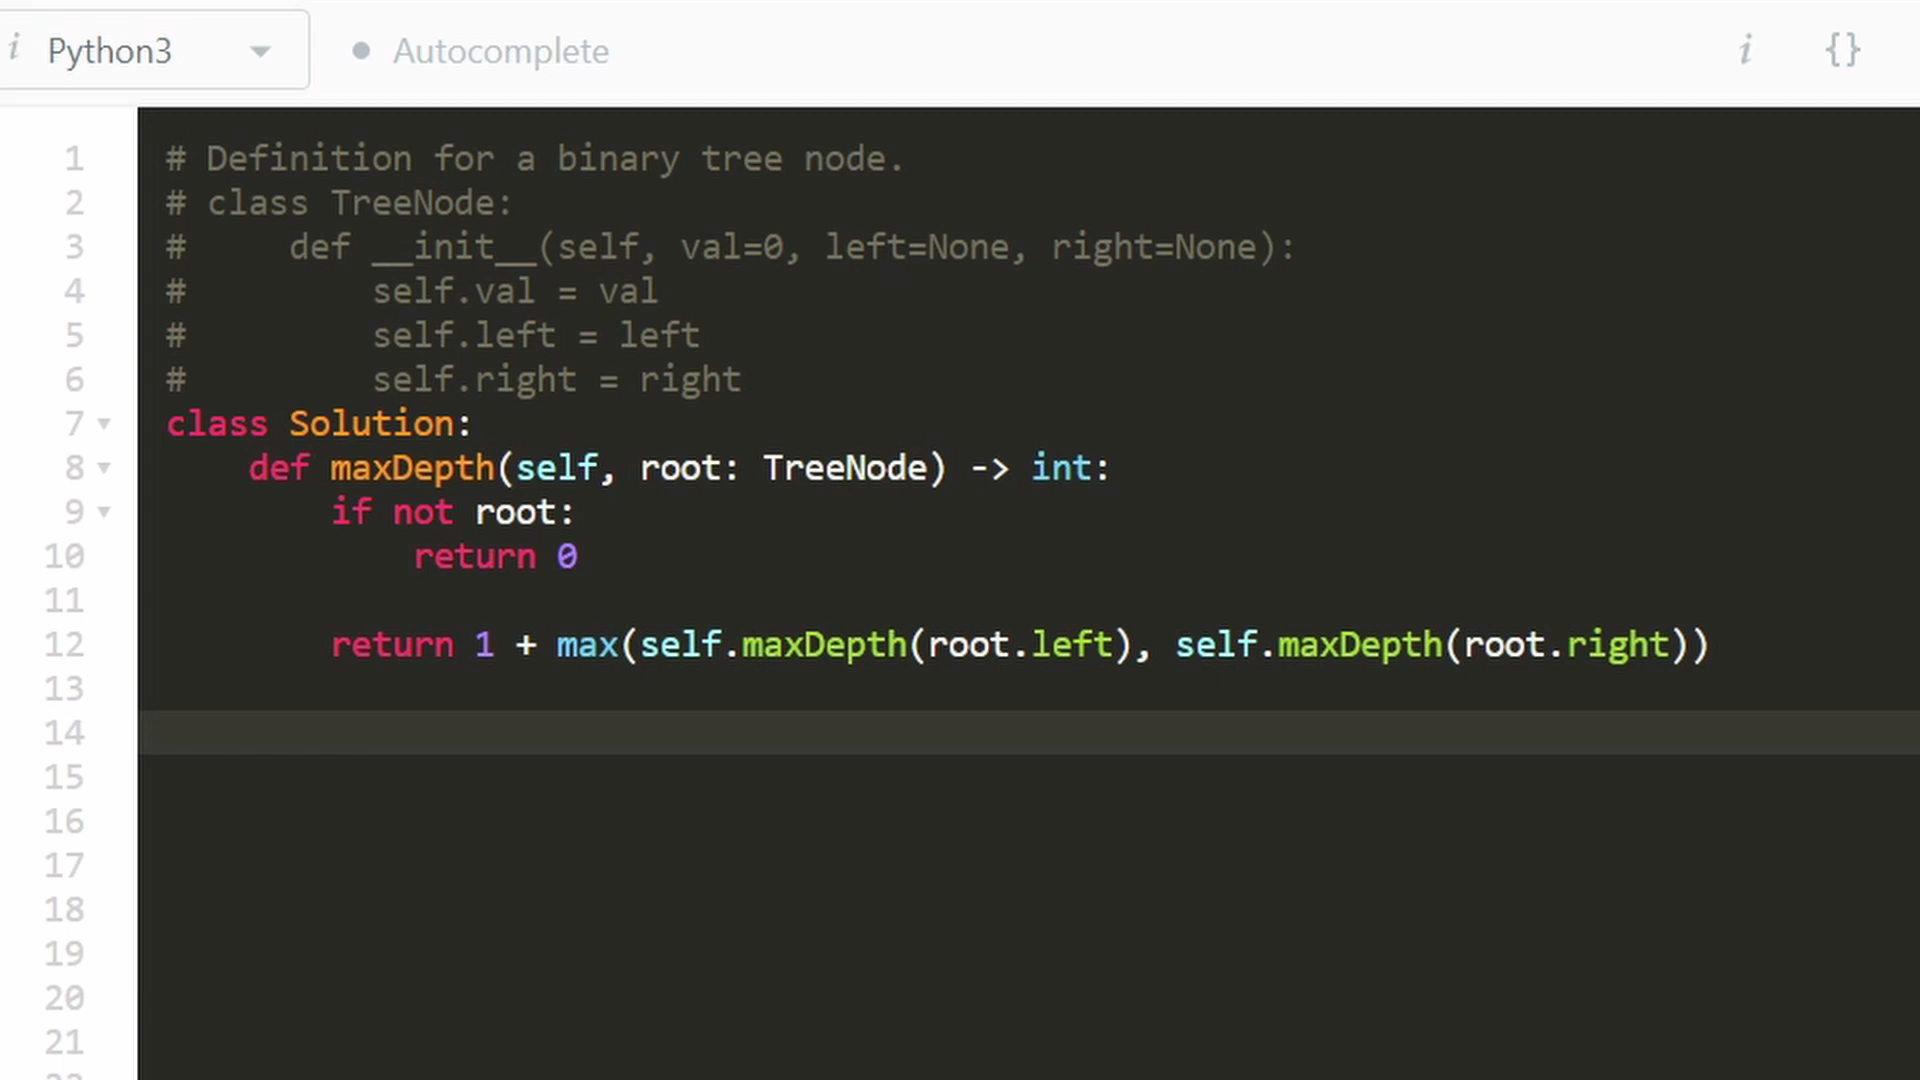 i Python3 Autocomplete i {}
1 # Definition for a binary tree node.
2 # class TreeNode:
3 #     def __init__(self, val=0, left=None, right=None):
4 #         self.val = val
5 #         self.left = left
6 #         self.right = right
7 class Solution:
8     def maxDepth(self, root: TreeNode) -> int:
9         if not root:
10             return 0
11
12         return 1 + max(self.maxDepth(root.left), self.maxDepth(root.right))
13
14
15
16
17
18
19
20
21